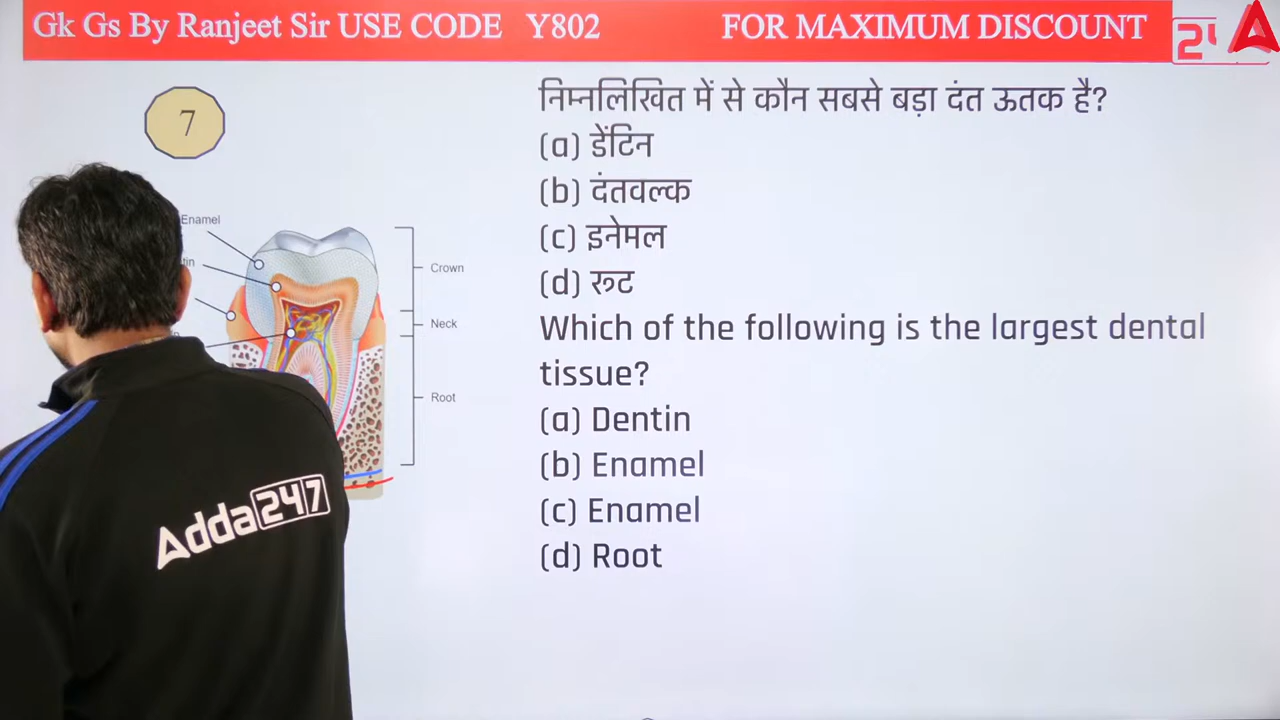 Gk Gs By Ranjeet Sir USE CODE Y802 FOR MAXIMUM DISCOUNT
7
निम्नलिखित में से कौन सबसे बड़ा दंत ऊतक है?
(a) डेंटिन
(b) दंतवल्क
(c) इनेमल
(d) रूट
Which of the following is the largest dental
tissue?
(a) Dentin
(b) Enamel
(c) Enamel
(d) Root
Enamel
Crown
Neck
Root
Adda247